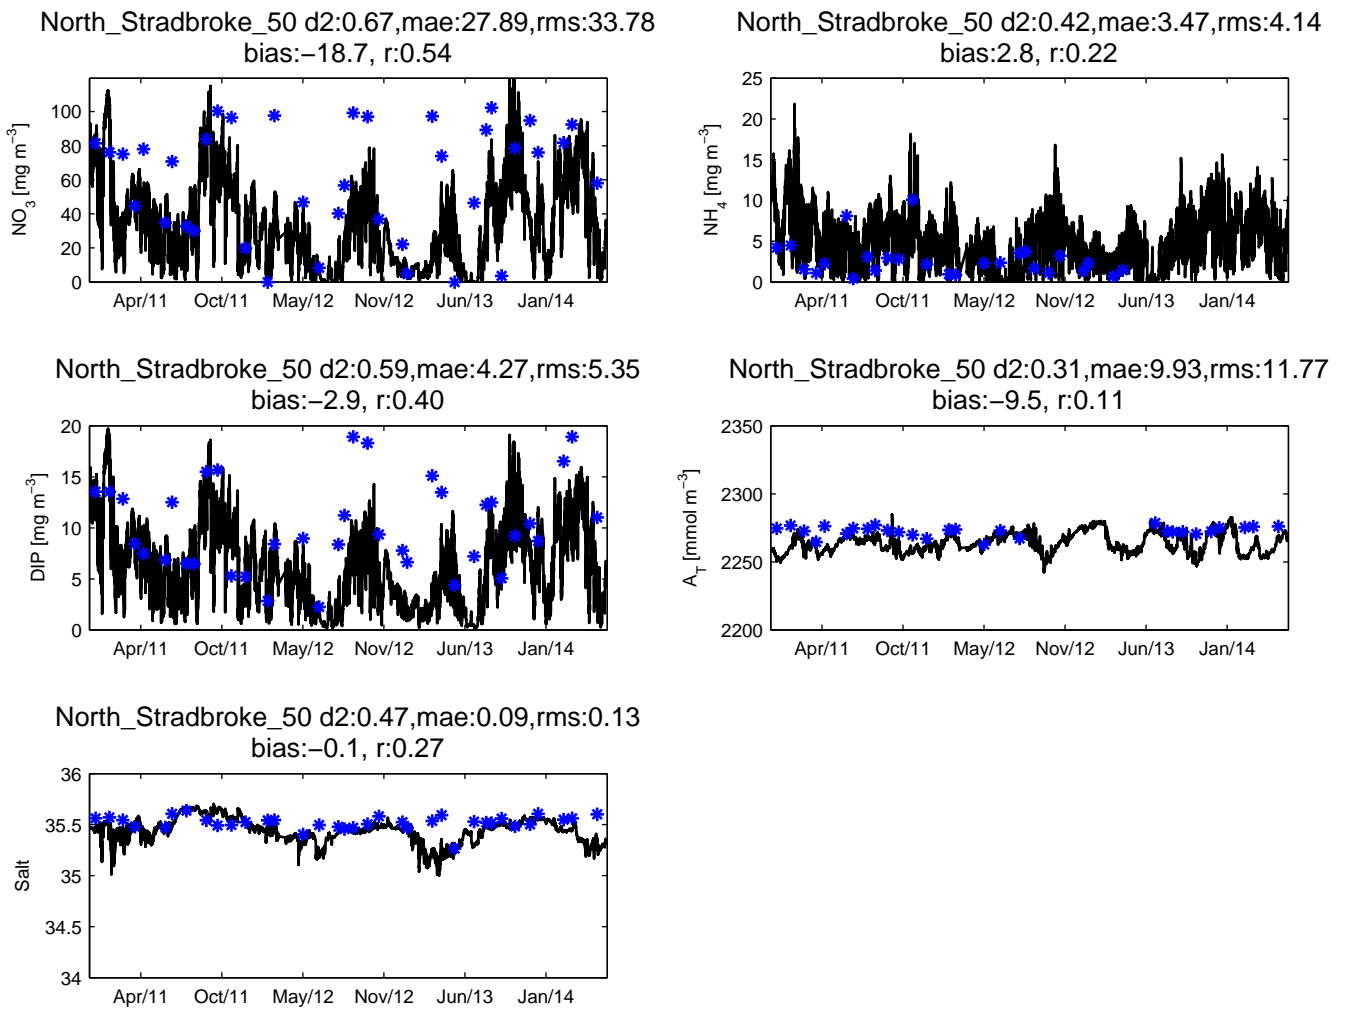 North_Stradbroke_50 d2:0.67,mae:27.89,rms:33.78
bias:−18.7, r:0.54
100
80
60
40
20
0
NO3 [mg m−3]
Apr/11 Oct/11 May/12 Nov/12 Jun/13 Jan/14
North_Stradbroke_50 d2:0.42,mae:3.47,rms:4.14
bias:2.8, r:0.22
25
20
15
10
5
0
NH4 [mg m−3]
Apr/11 Oct/11 May/12 Nov/12 Jun/13 Jan/14
North_Stradbroke_50 d2:0.59,mae:4.27,rms:5.35
bias:−2.9, r:0.40
20
15
10
5
0
DIP [mg m−3]
Apr/11 Oct/11 May/12 Nov/12 Jun/13 Jan/14
North_Stradbroke_50 d2:0.31,mae:9.93,rms:11.77
bias:−9.5, r:0.11
2350
2300
2250
2200
AT [mmol m−3]
Apr/11 Oct/11 May/12 Nov/12 Jun/13 Jan/14
North_Stradbroke_50 d2:0.47,mae:0.09,rms:0.13
bias:−0.1, r:0.27
36
35.5
35
34.5
34
Salt
Apr/11 Oct/11 May/12 Nov/12 Jun/13 Jan/14